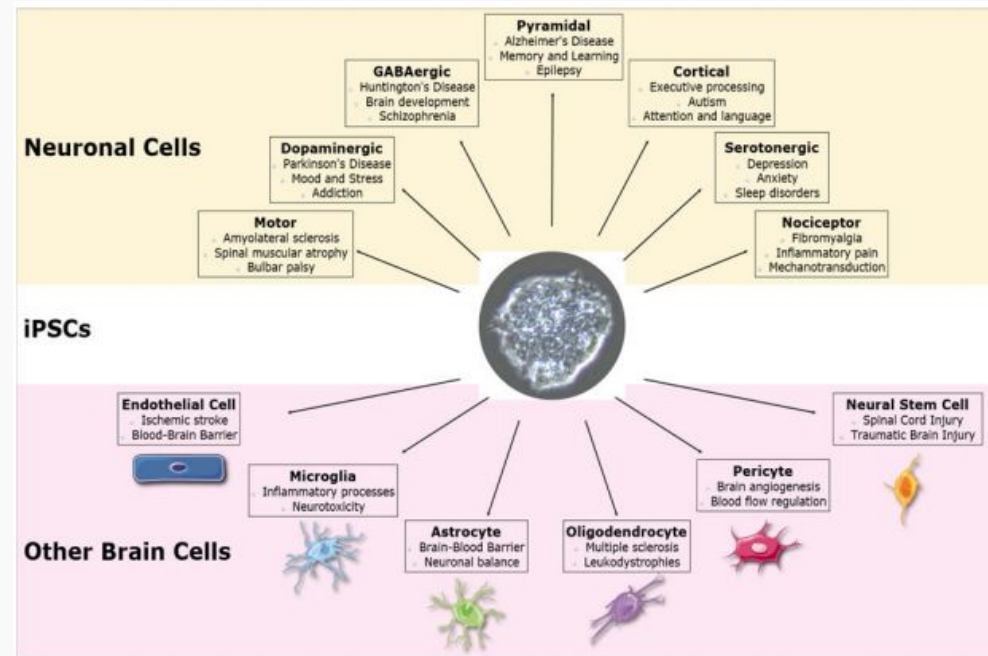 Pyramidal
Alzheimer's Disease
Memory and Learning
Epilepsy
GABAergic
Huntington's Disease
Brain development
Schizophrenia
Cortical
Executive processing
Autism
Attention and language
Neuronal Cells
Dopaminergic
Parkinson's Disease
Mood and Stress
Addiction
Serotonergic
Depression
Anxiety
Sleep disorders
Motor
Amyolateral sclerosis
Spinal muscular atrophy
Bulbar palsy
Nociceptor
Fibromyalgia
Inflammatory pain
Mechanotransduction
iPSCs
Endothelial Cell
Ischemic stroke
Blood-Brain Barrier
Neural Stem Cell
Spinal Cord Injury
Traumatic Brain Injury
Microglia
Inflammatory processes
Neurotoxicity
Pericyte
Brain angiogenesis
Blood flow regulation
Astrocyte
Brain-Blood Barrier
Neuronal balance
Oligodendrocyte
Multiple sclerosis
Leukodystrophies
Other Brain Cells